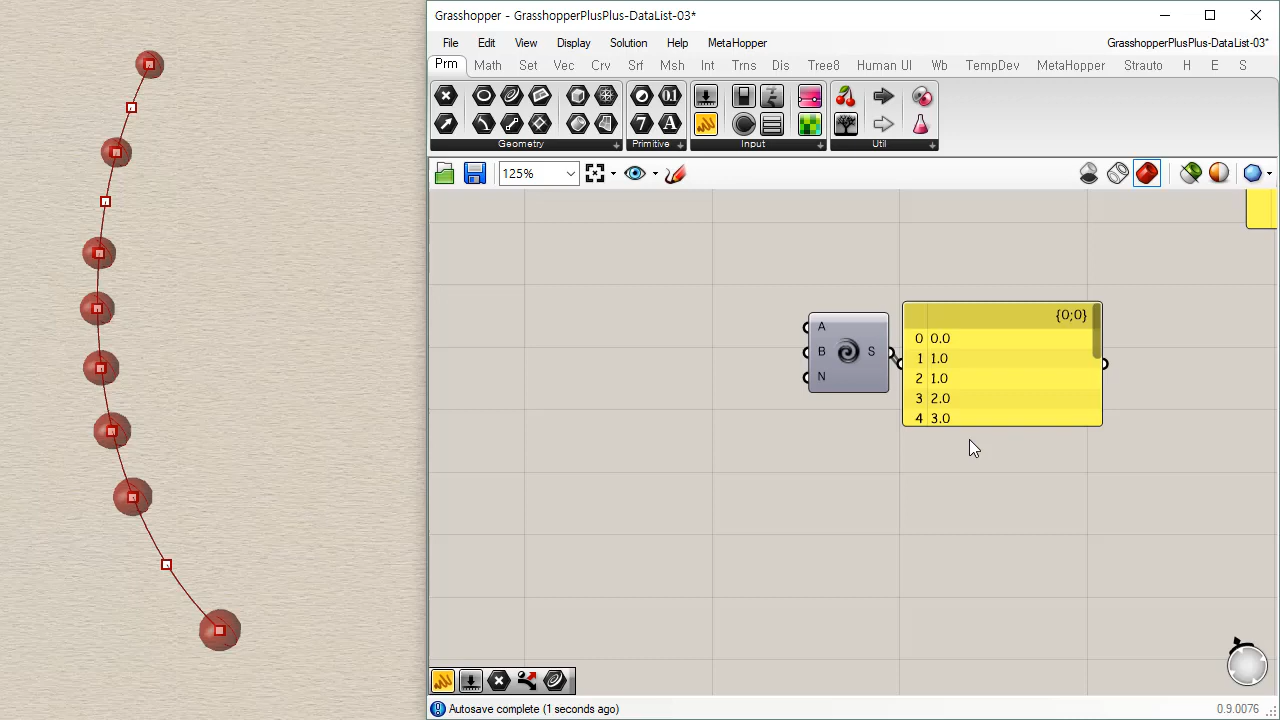 Grasshopper - GrasshopperPlusPlus-DataList-03*
File Edit View Display Solution Help MetaHopper GrasshopperPlusPlus-DataList-03*
Prm Math Set Vec Crv Srf Msh Int Trns Dis Tree8 Human UI Wb TempDev MetaHopper Strauto H E S
Geometry Primitive Input Util
125%
{0;0}
0 0.0
1 1.0
2 1.0
3 2.0
4 3.0
A
B S
N
Autosave complete (1 seconds ago) 0.9.0076